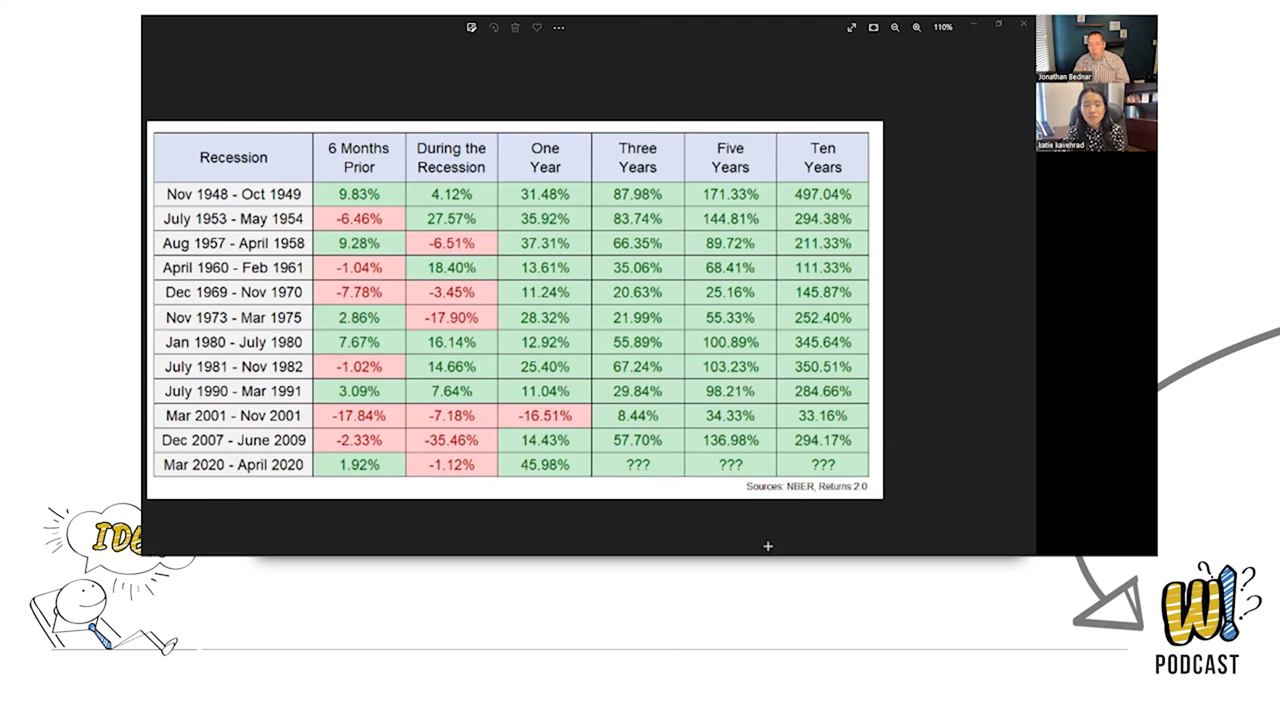 110%
Jonathan Bednar
katie kavehrad
Recession 6 Months Prior During the Recession One Year Three Years Five Years Ten Years
Nov 1948 - Oct 1949 9.83% 4.12% 31.48% 87.98% 171.33% 497.04%
July 1953 - May 1954 -6.46% 27.57% 35.92% 83.74% 144.81% 294.38%
Aug 1957 - April 1958 9.28% -6.51% 37.31% 66.35% 89.72% 211.33%
April 1960 - Feb 1961 -1.04% 18.40% 13.61% 35.06% 68.41% 111.33%
Dec 1969 - Nov 1970 -7.78% -3.45% 11.24% 20.63% 25.16% 145.87%
Nov 1973 - Mar 1975 2.86% -17.90% 28.32% 21.99% 55.33% 252.40%
Jan 1980 - July 1980 7.67% 16.14% 12.92% 55.89% 100.89% 345.64%
July 1981 - Nov 1982 -1.02% 14.66% 25.40% 67.24% 103.23% 350.51%
July 1990 - Mar 1991 3.09% 7.64% 11.04% 29.84% 98.21% 284.66%
Mar 2001 - Nov 2001 -17.84% -7.18% -16.51% 8.44% 34.33% 33.16%
Dec 2007 - June 2009 -2.33% -35.46% 14.43% 57.70% 136.98% 294.17%
Mar 2020 - April 2020 1.92% -1.12% 45.98% ??? ??? ???
Sources: NBER, Returns 2.0
W!
PODCAST